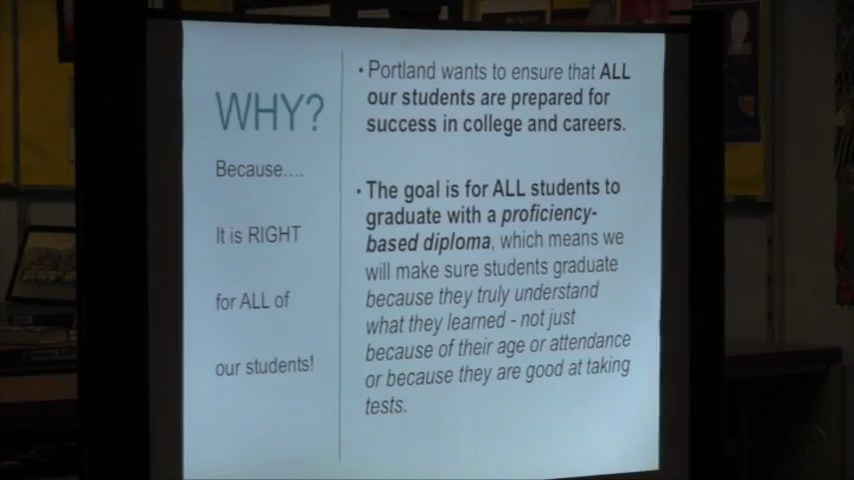 WHY?
Because....
It is RIGHT
for ALL of
our students!
• Portland wants to ensure that ALL
our students are prepared for
success in college and careers.
• The goal is for ALL students to
graduate with a proficiency-
based diploma, which means we
will make sure students graduate
because they truly understand
what they learned - not just
because of their age or attendance
or because they are good at taking
tests.